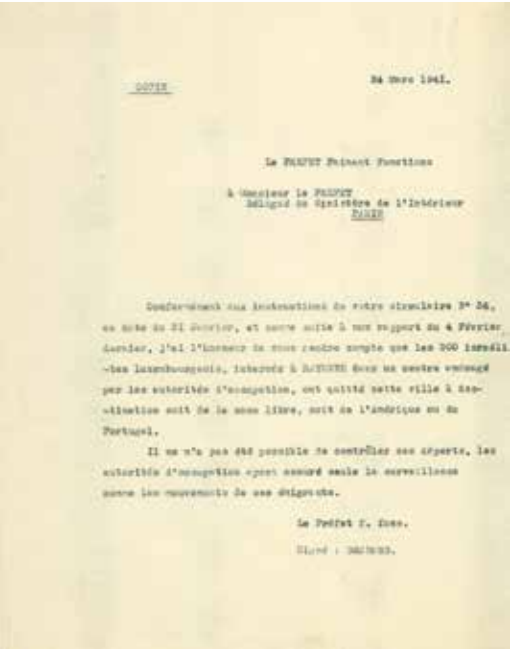 COPIE
24 Mars 1941.
Le PREFET Faisant Fonctions
à Monsieur le PREFET
Délégué du Ministère de l'Intérieur
PARIS
Conformément aux instructions de votre circulaire N° 24,
en date du 21 Janvier, et comme suite à mon rapport du 4 Février
dernier, j'ai l'honneur de vous rendre compte que les 300 israéli
-tes luxembourgeois, internés à dans un centre
par les autorités d'occupation, ont quitté cette ville à des-
-tination soit de la zone libre, soit de l'Amérique ou du
Portugal.
Il ne m'a pas été possible de contrôler ces départs, les
autorités d'occupation ayant assuré seule la surveillance
comme les mouvements de ces émigrants.
Le Préfet f. fons.
Signé :